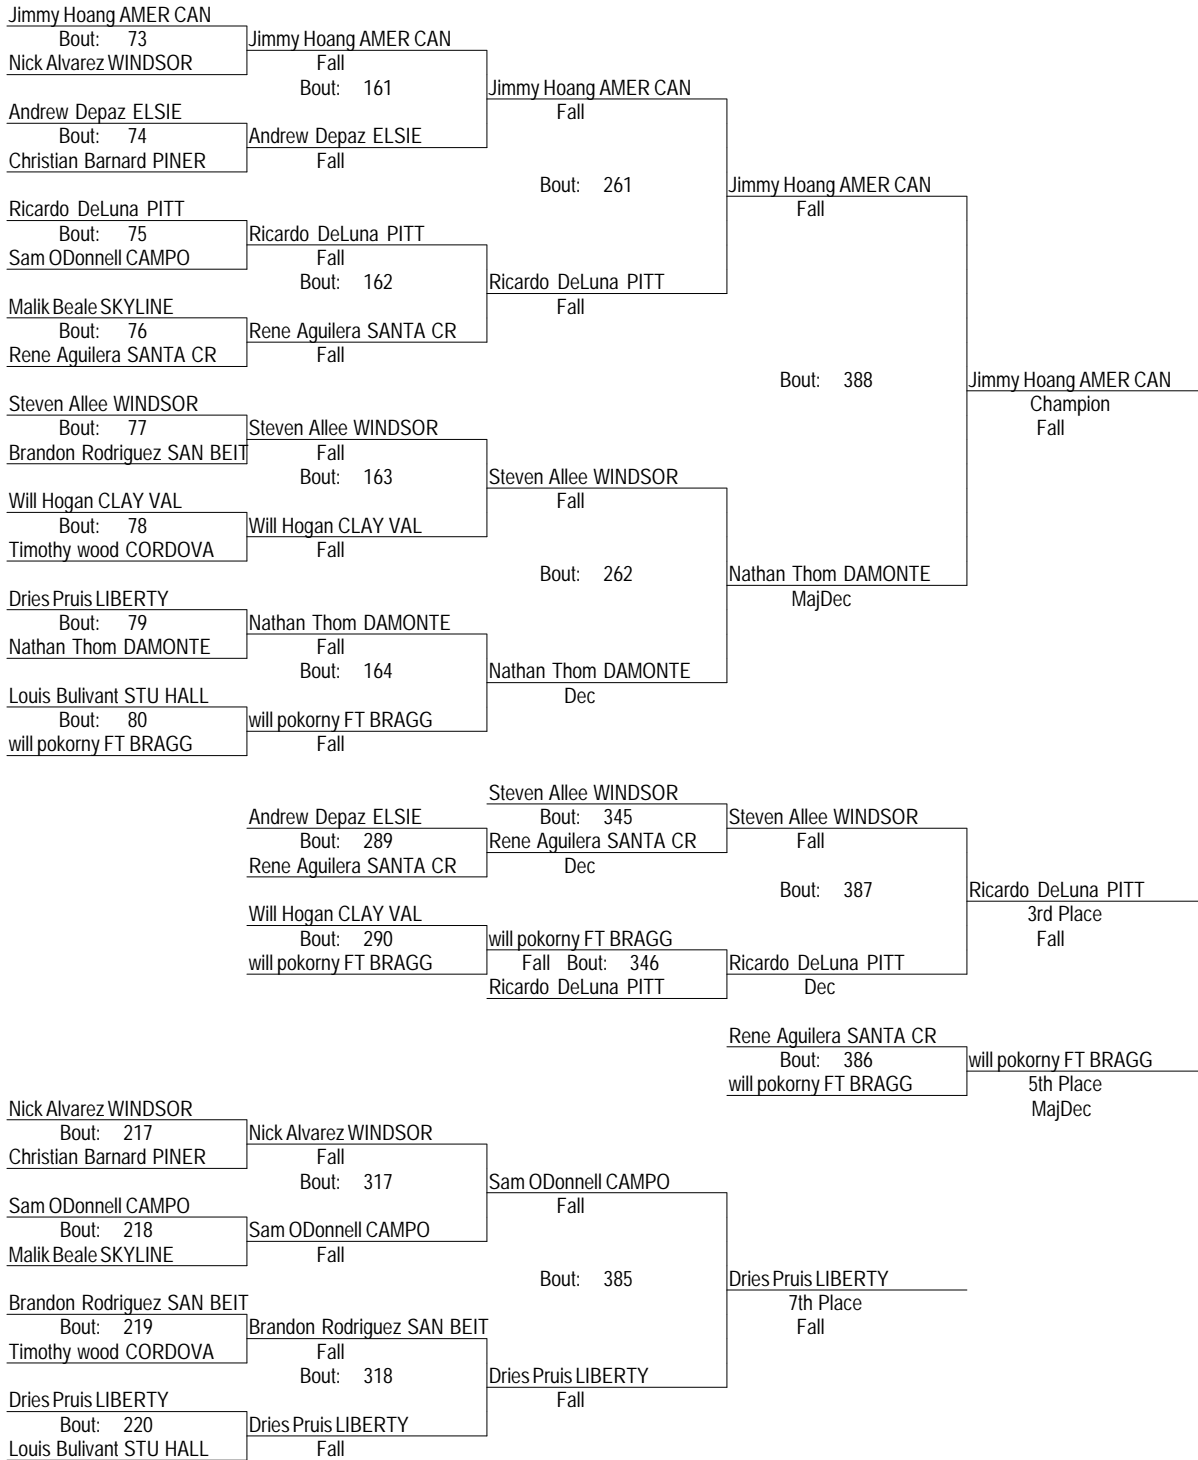 Jimmy Hoang AMER CAN
Bout: 73 Jimmy Hoang AMER CAN
Nick Alvarez WINDSOR Fall
Bout: 161 Jimmy Hoang AMER CAN
Andrew Depaz ELSIE Fall
Bout: 74 Andrew Depaz ELSIE
Christian Barnard PINER Fall
Bout: 261 Jimmy Hoang AMER CAN
Ricardo DeLuna PITT Fall
Bout: 75 Ricardo DeLuna PITT
Sam ODonnell CAMPO Fall
Bout: 162 Ricardo DeLuna PITT
Malik Beale SKYLINE Fall
Bout: 76 Rene Aguilera SANTA CR
Rene Aguilera SANTA CR Fall
Bout: 388 Jimmy Hoang AMER CAN
Steven Allee WINDSOR Champion
Bout: 77 Steven Allee WINDSOR Fall
Brandon Rodriguez SAN BEIT Fall
Bout: 163 Steven Allee WINDSOR
Will Hogan CLAY VAL Fall
Bout: 78 Will Hogan CLAY VAL
Timothy wood CORDOVA Fall
Bout: 262 Nathan Thom DAMONTE
Dries Pruis LIBERTY MajDec
Bout: 79 Nathan Thom DAMONTE
Nathan Thom DAMONTE Fall
Bout: 164 Nathan Thom DAMONTE
Louis Bulivant STU HALL Dec
Bout: 80 will pokorny FT BRAGG
will pokorny FT BRAGG Fall
Steven Allee WINDSOR
Andrew Depaz ELSIE Bout: 345 Steven Allee WINDSOR
Bout: 289 Rene Aguilera SANTA CR Fall
Rene Aguilera SANTA CR Dec
Bout: 387 Ricardo DeLuna PITT
Will Hogan CLAY VAL 3rd Place
Bout: 290 will pokorny FT BRAGG Fall
will pokorny FT BRAGG Fall Bout: 346 Ricardo DeLuna PITT
Ricardo DeLuna PITT Dec
Rene Aguilera SANTA CR
Bout: 386 will pokorny FT BRAGG
will pokorny FT BRAGG 5th Place
Nick Alvarez WINDSOR MajDec
Bout: 217 Nick Alvarez WINDSOR
Christian Barnard PINER Fall
Bout: 317 Sam ODonnell CAMPO
Sam ODonnell CAMPO Fall
Bout: 218 Sam ODonnell CAMPO
Malik Beale SKYLINE Fall
Bout: 385 Dries Pruis LIBERTY
Brandon Rodriguez SAN BEIT 7th Place
Bout: 219 Brandon Rodriguez SAN BEIT Fall
Timothy wood CORDOVA Fall
Bout: 318 Dries Pruis LIBERTY
Dries Pruis LIBERTY Fall
Bout: 220 Dries Pruis LIBERTY
Louis Bulivant STU HALL Fall